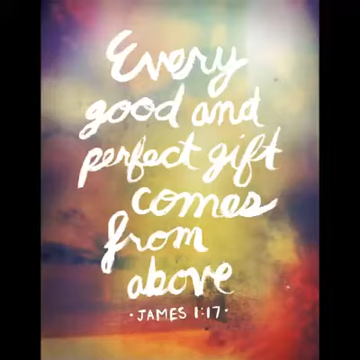 Every
good and
perfect gift
comes
from
above
·JAMES 1:17·